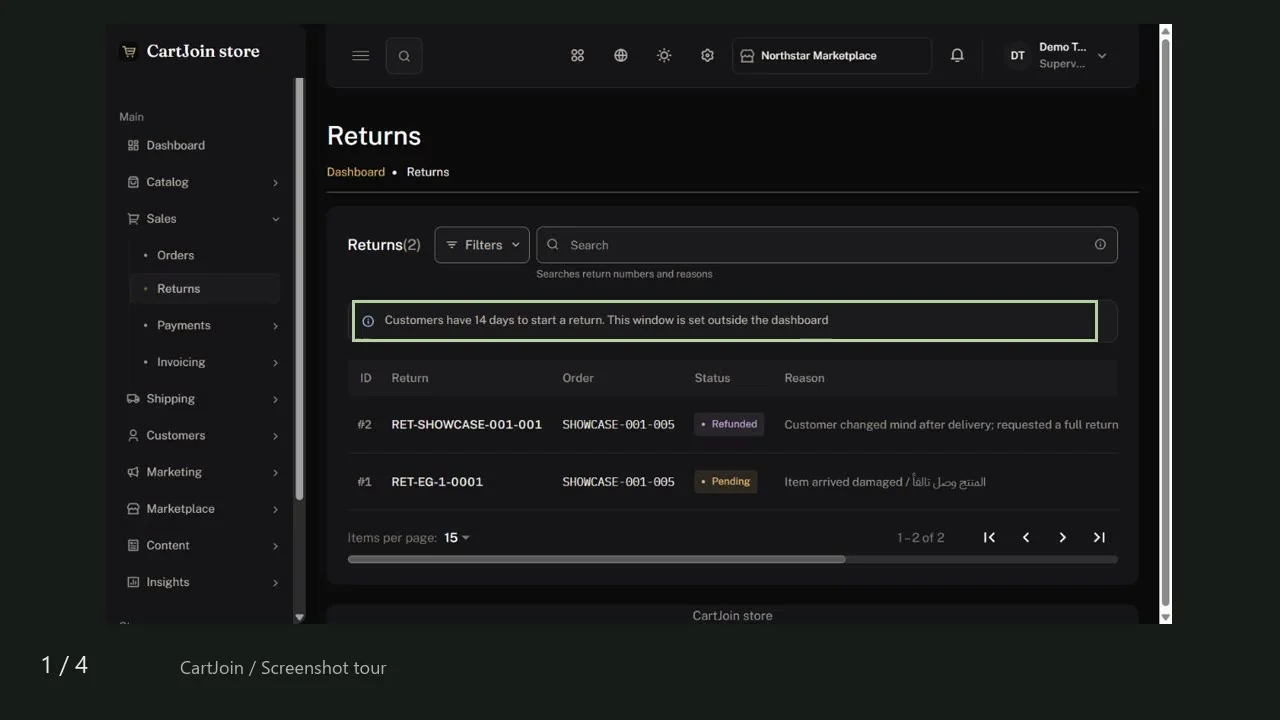 CartJoin store
Northstar Marketplace
DT
Demo T...
Superv...
Main
Dashboard
Catalog
Sales
Orders
Returns
Payments
Invoicing
Shipping
Customers
Marketing
Marketplace
Content
Insights
Returns
Dashboard • Returns
Returns(2)
Filters
Search
Searches return numbers and reasons
Customers have 14 days to start a return. This window is set outside the dashboard
ID Return Order Status Reason
#2 RET-SHOWCASE-001-001 SHOWCASE-001-005 • Refunded Customer changed mind after delivery; requested a full return
#1 RET-EG-1-0001 SHOWCASE-001-005 • Pending Item arrived damaged / المنتج وصل تالفاً
Items per page: 15
1–2 of 2
CartJoin store
1 / 4
CartJoin / Screenshot tour